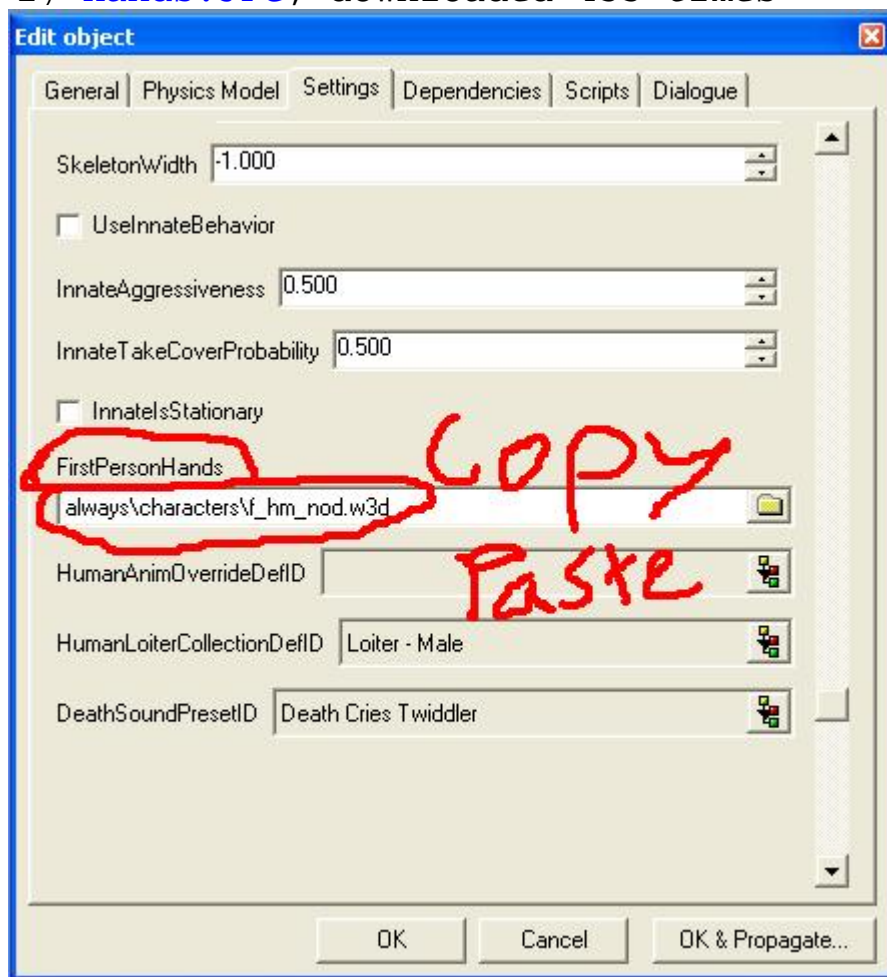 Edit object
General Physics Model Settings Dependencies Scripts Dialogue
SkeletonWidth -1.000
UseInnateBehavior
InnateAggressiveness 0.500
InnateTakeCoverProbability 0.500
InnateIsStationary
Copy
FirstPersonHands
always\characters\f_hm_nod.w3d
Paste
HumanAnimOverrideDefID
HumanLoiterCollectionDefID Loiter - Male
DeathSoundPresetID Death Cries Twiddler
OK Cancel OK & Propagate...